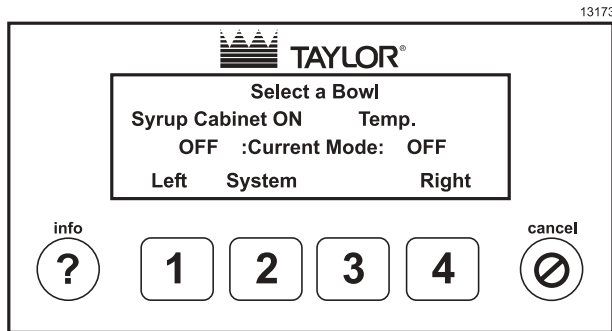 13173
TAYLOR®
Select a Bowl
Syrup Cabinet ON Temp.
OFF :Current Mode: OFF
Left System Right
info cancel
? 1 2 3 4